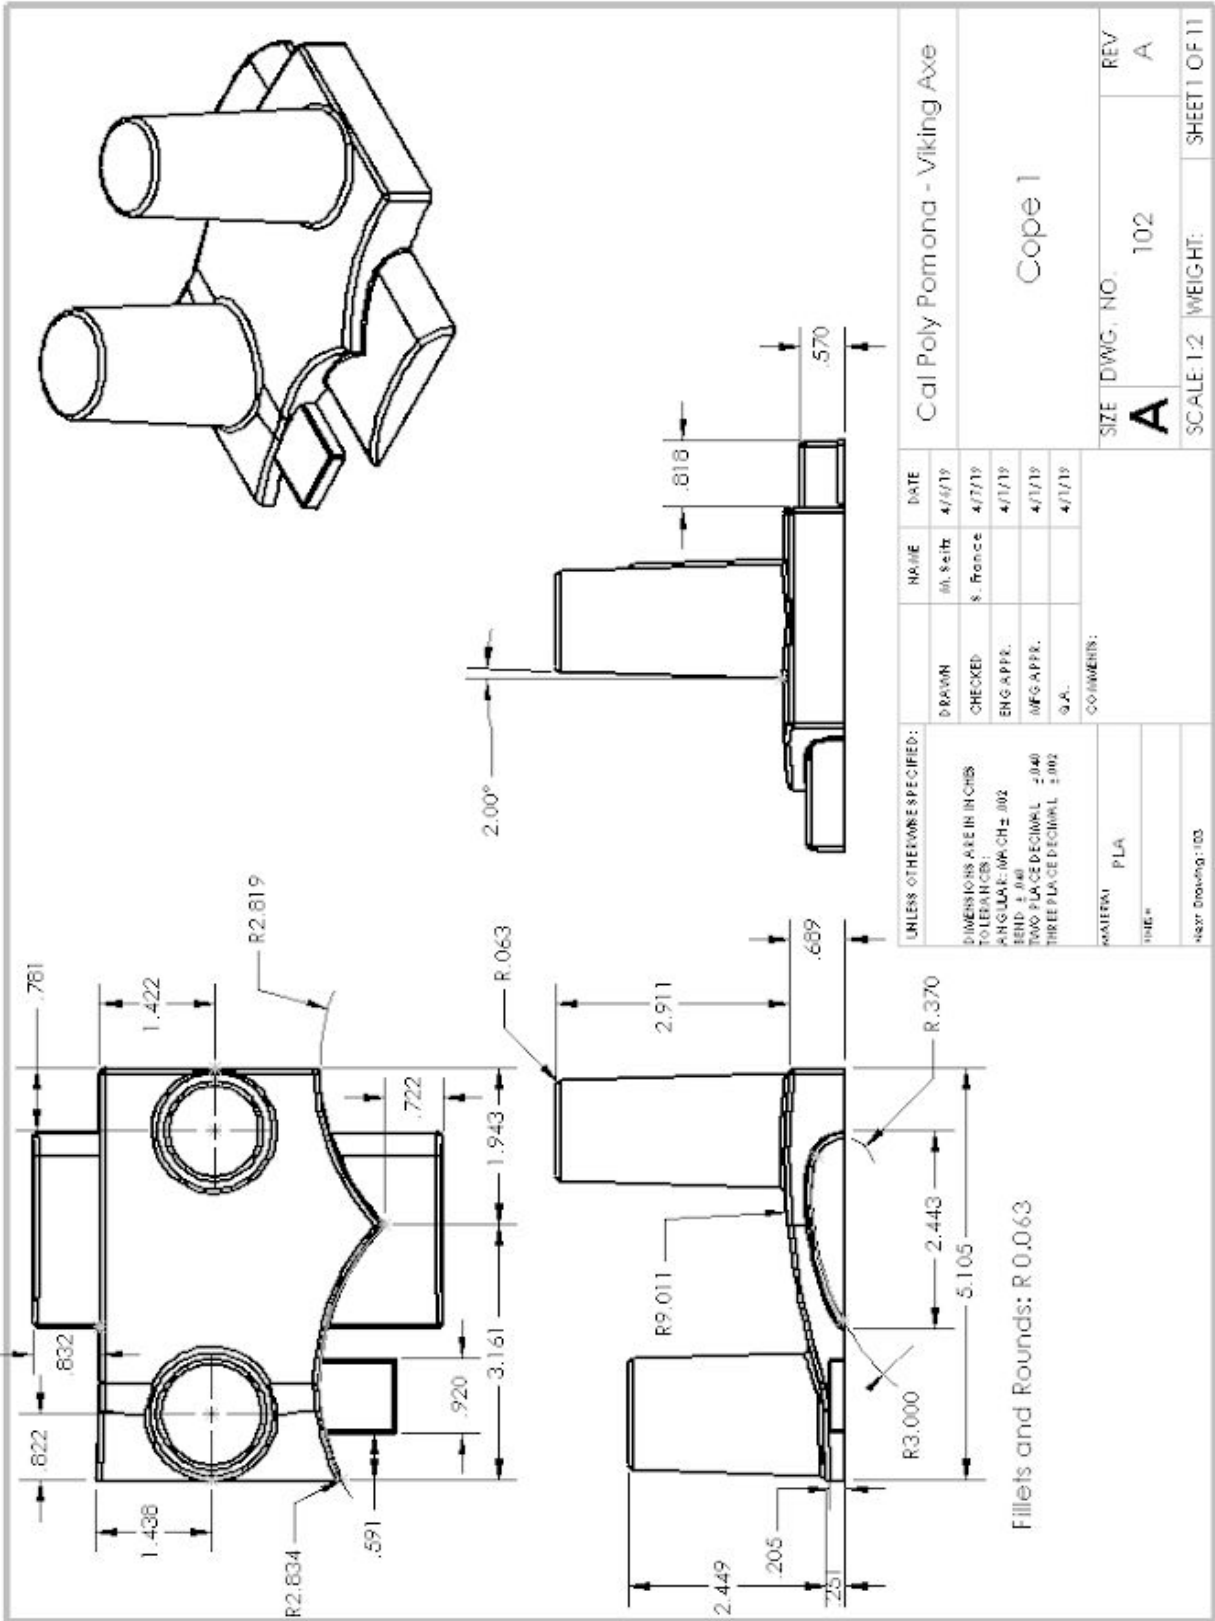 .781
1.422
R2.819
.832
.822
1.438
R2.834
.591
.920
3.161
1.943
.722
R.063
2.911
.689
R9.011
R.370
2.443
5.105
R3.000
2.449
.205
.251
2.00°
.818
.570
Fillets and Rounds: R 0.063
UNLESS OTHERWISE SPECIFIED:
DIMENSIONS ARE IN INCHES
TOLERANCES:
ANGULAR: MACH± .002
BEND ± .040
TWO PLACE DECIMAL ±.040
THREE PLACE DECIMAL ±.002
MATERIAL
PLA
FINISH
Next Drawing: 103
NAME DATE
DRAWN M. Seitz 4/6/19
CHECKED S. France 4/7/19
ENG APPR. 4/1/19
MFG APPR. 4/1/19
Q.A. 4/1/19
COMMENTS:
Cal Poly Pomona - Viking Axe
Cope 1
SIZE DWG. NO. REV
A 102 A
SCALE: 1:2 WEIGHT: SHEET 1 OF 11